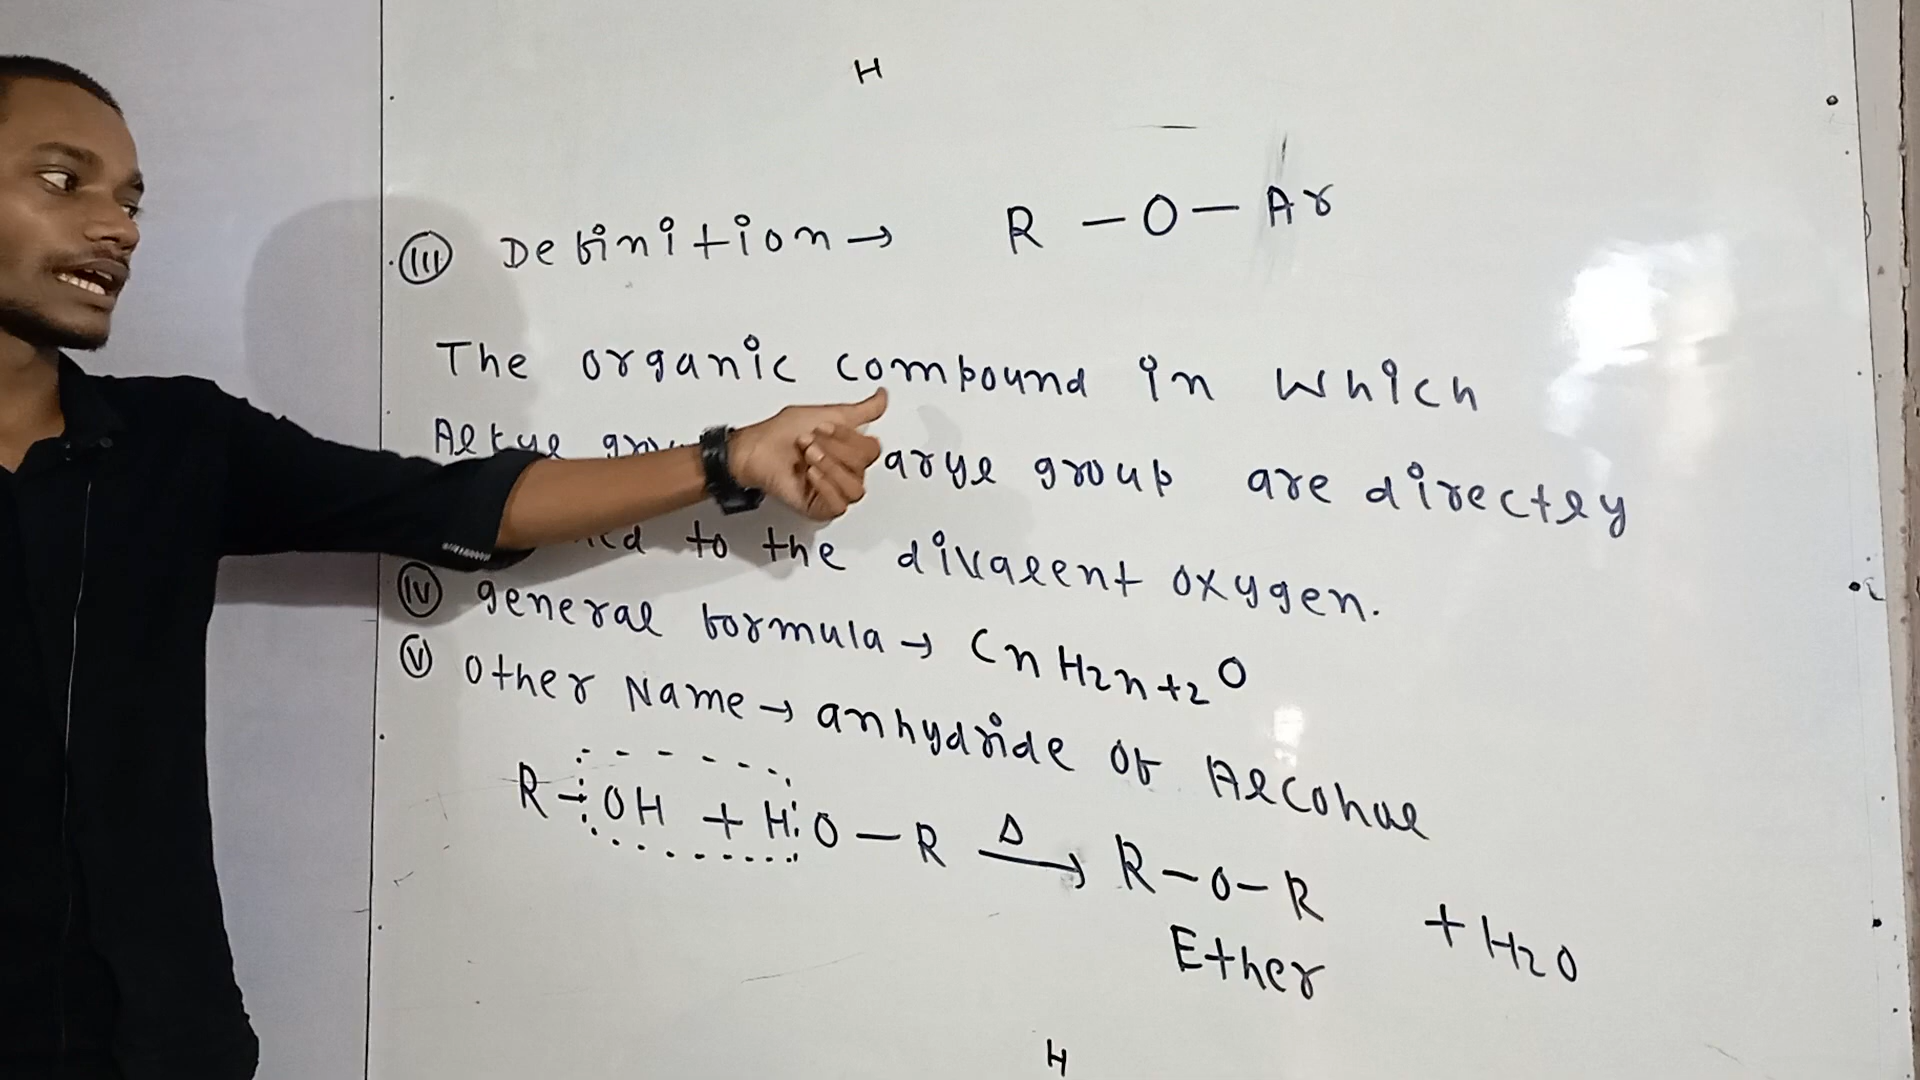 H
(III) Definition → R – O – Ar
The organic compound in which
Alkyl aryl group are directly
to the divalent oxygen.
(IV) general formula → CnH2n+2O
(V) Other Name → anhydride of Alcohol
R – OH + H O – R Δ→ R – O – R + H2O
Ether
H